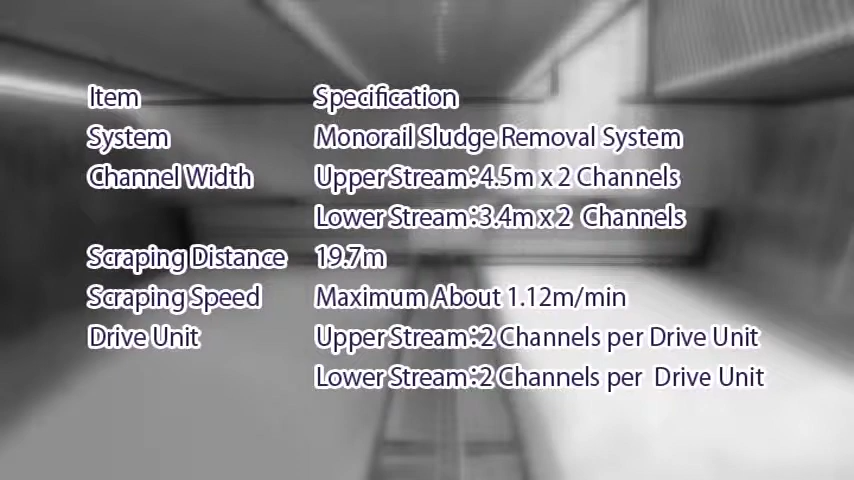 Item Specification
System Monorail Sludge Removal System
Channel Width Upper Stream:4.5m x 2 Channels
Lower Stream:3.4m x 2 Channels
Scraping Distance 19.7m
Scraping Speed Maximum About 1.12m/min
Drive Unit Upper Stream:2 Channels per Drive Unit
Lower Stream:2 Channels per Drive Unit